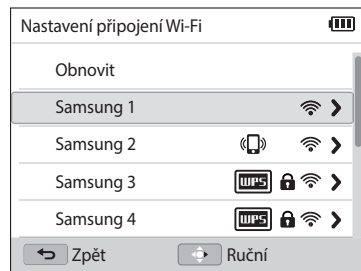 Nastavení připojení Wi-Fi
Obnovit
Samsung 1
Samsung 2
Samsung 3 WPS
Samsung 4 WPS
Zpět Ruční